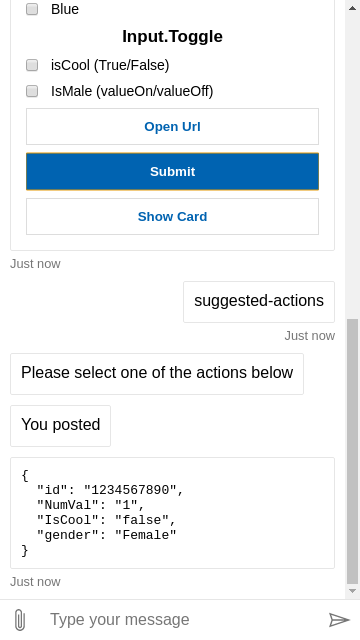 Blue
Input.Toggle
isCool (True/False)
IsMale (valueOn/valueOff)
Open Url
Submit
Show Card
Just now
suggested-actions
Just now
Please select one of the actions below
You posted
{
  "id": "1234567890",
  "NumVal": "1",
  "IsCool": "false",
  "gender": "Female"
}
Just now
Type your message